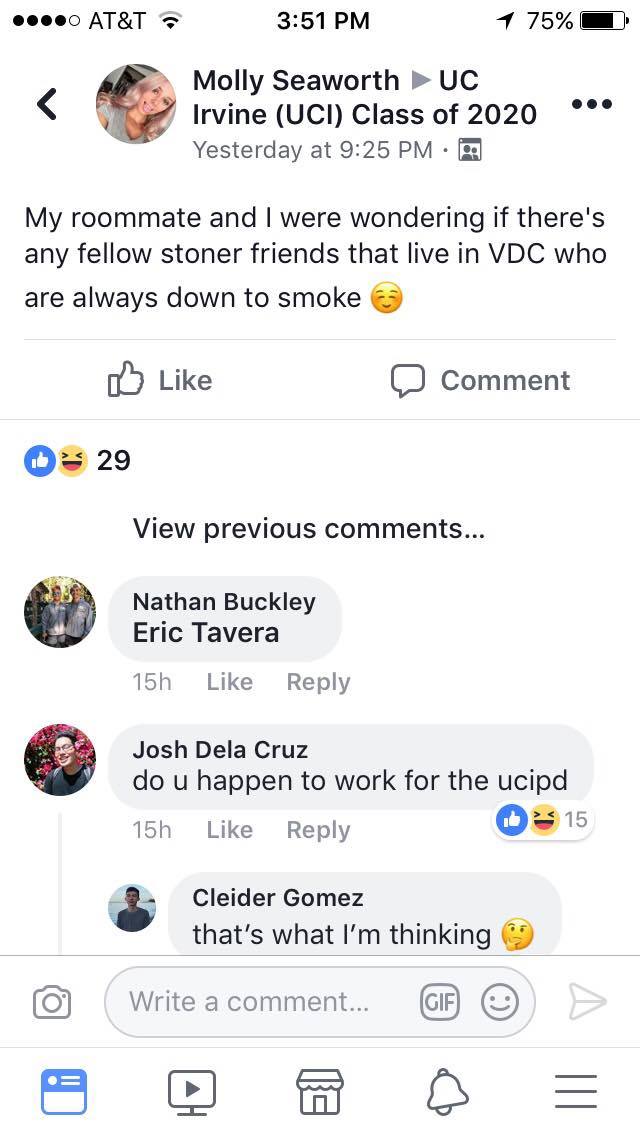 AT&T 3:51 PM 75%
Molly Seaworth ▶ UC
Irvine (UCI) Class of 2020
Yesterday at 9:25 PM ·
My roommate and I were wondering if there's
any fellow stoner friends that live in VDC who
are always down to smoke ☺️
Like Comment
29
View previous comments...
Nathan Buckley
Eric Tavera
15h Like Reply
Josh Dela Cruz
do u happen to work for the ucipd
15h Like Reply 15
Cleider Gomez
that’s what I’m thinking 🤔
Write a comment... GIF